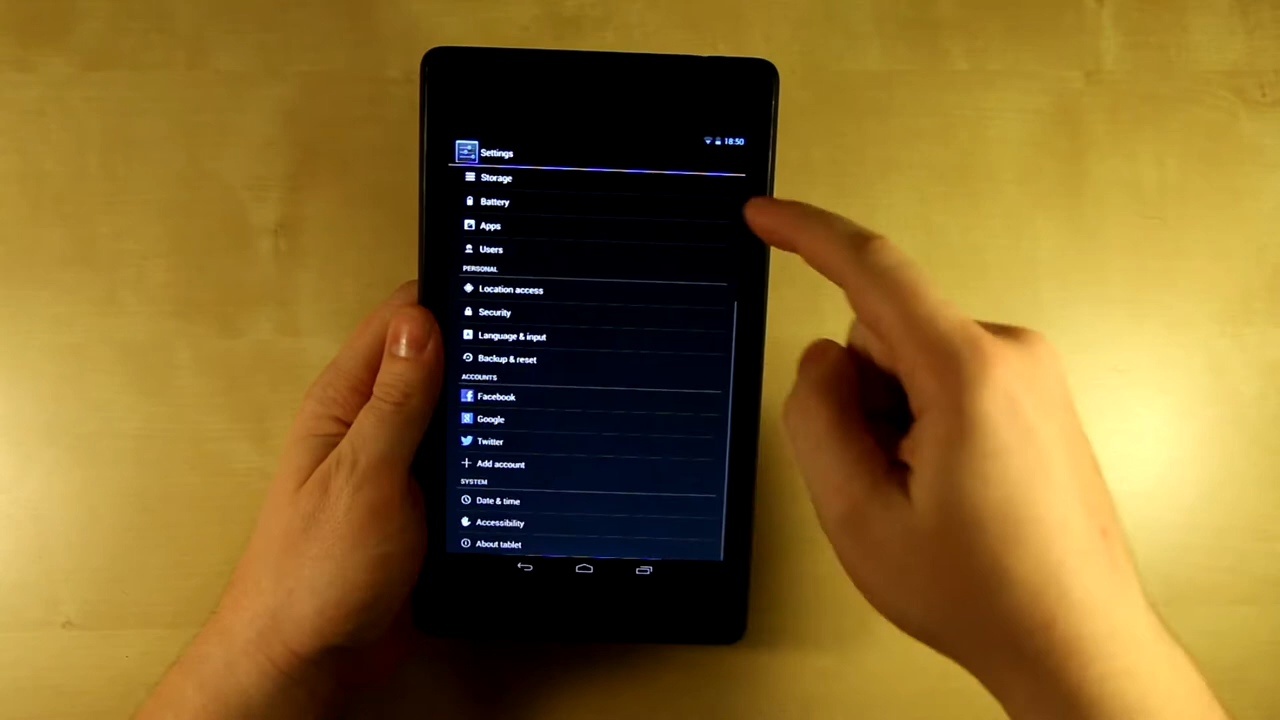 18:50
Settings
Storage
Battery
Apps
Users
PERSONAL
Location access
Security
Language & input
Backup & reset
ACCOUNTS
Facebook
Google
Twitter
Add account
SYSTEM
Date & time
Accessibility
About tablet